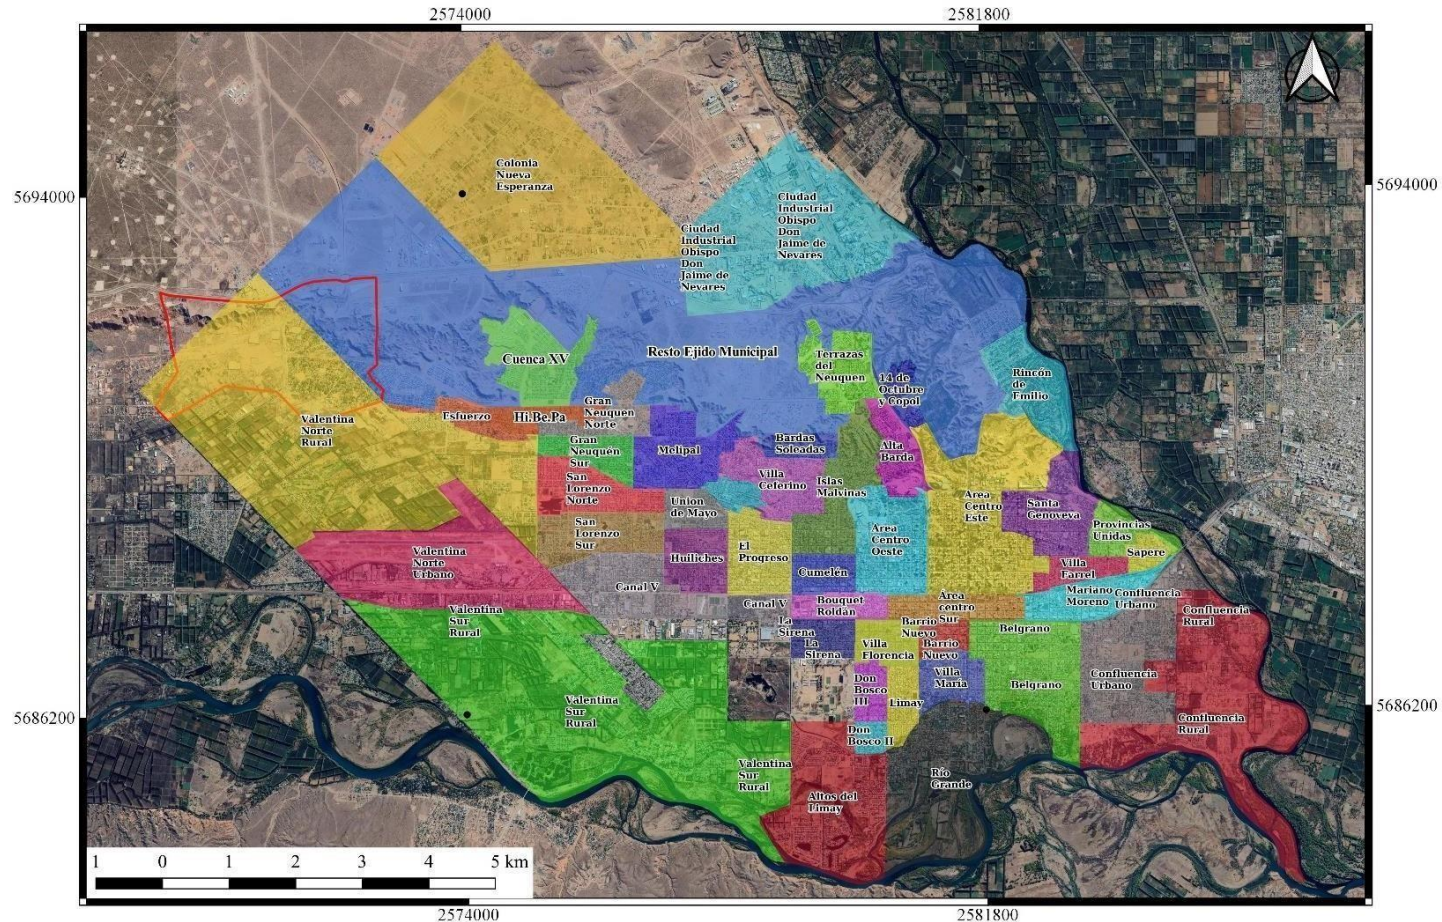 2574000
2581800
5694000
5694000
Colonia
Nueva
Esperanza
Ciudad
Industrial
Obispo
Don
Jaime de
Nevares
Ciudad
Industrial
Obispo
Don
Jaime de
Nevares
Cuenca XV
Resto Ejido Municipal
Terrazas
del
Neuquen
14 de
Octubre
y Copol
Rincón
de
Emilio
Valentina
Norte
Rural
Esfuerzo
Hi.Be.Pa
Gran
Neuquen
Norte
Gran
Neuquen
Sur
Melipal
Bardas
Soleadas
Alta
Barda
San
Lorenzo
Norte
Villa
Ceferino
Islas
Malvinas
Union
de Mayo
Area
Centro
Este
Santa
Genoveva
San
Lorenzo
Sur
Área
Centro
Oeste
Provincias
Unidas
Sapere
Valentina
Norte
Urbano
Huiliches
El
Progreso
Cumelén
Villa
Farrel
Canal V
Canal V
Bouquet
Roldán
Area
centro
Sur
Mariano
Moreno
Confluencia
Urbano
Confluencia
Rural
Valentina
Sur
Rural
La
Sirena
La
Sirena
Villa
Florencia
Barrio
Nuevo
Barrio
Nuevo
Belgrano
Valentina
Sur
Rural
Don
Bosco
III
Limay
Villa
María
Belgrano
Confluencia
Urbano
Confluencia
Rural
5686200
5686200
Don
Bosco II
Valentina
Sur
Rural
Altos del
Limay
Río
Grande
1 0 1 2 3 4 5 km
2574000
2581800